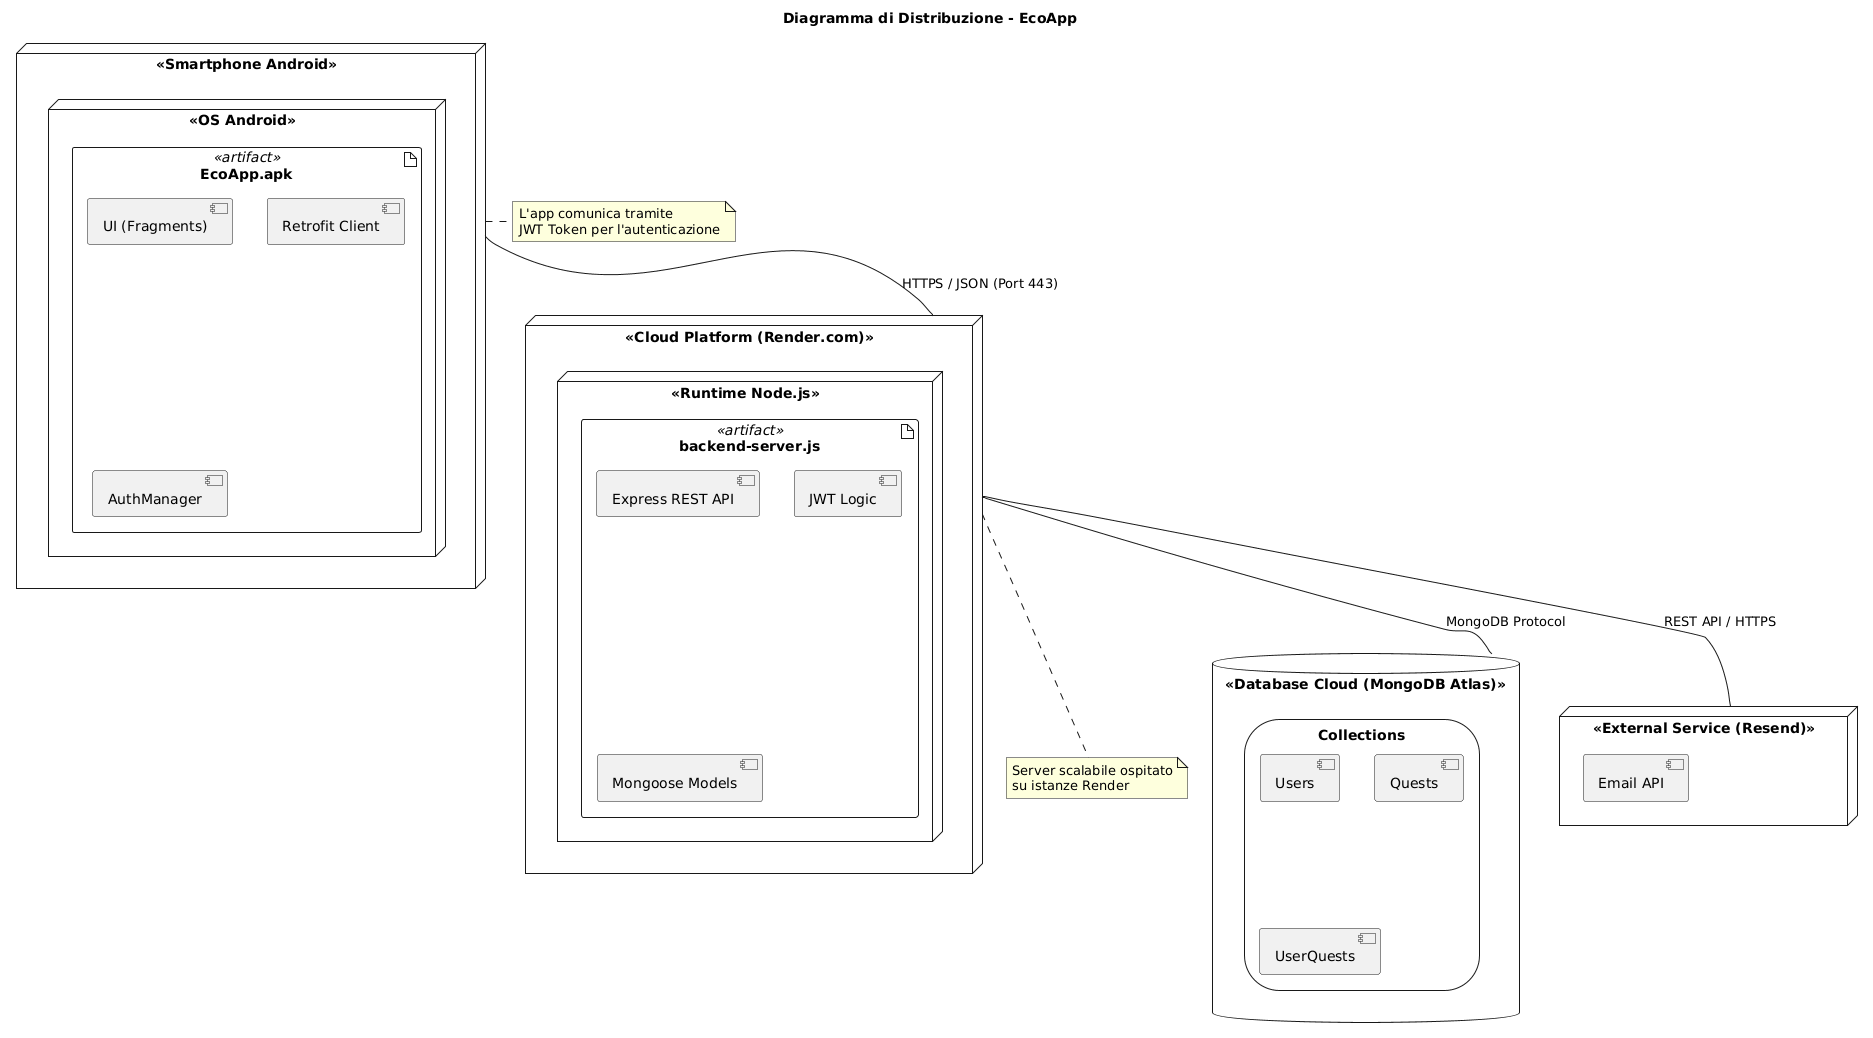 Diagramma di Distribuzione - EcoApp
«Smartphone Android»
«OS Android»
«artifact»
EcoApp.apk
UI (Fragments)
Retrofit Client
AuthManager
L'app comunica tramite
JWT Token per l'autenticazione
HTTPS / JSON (Port 443)
«Cloud Platform (Render.com)»
«Runtime Node.js»
«artifact»
backend-server.js
Express REST API
JWT Logic
Mongoose Models
Server scalabile ospitato
su istanze Render
MongoDB Protocol
REST API / HTTPS
«Database Cloud (MongoDB Atlas)»
Collections
Users
Quests
UserQuests
«External Service (Resend)»
Email API